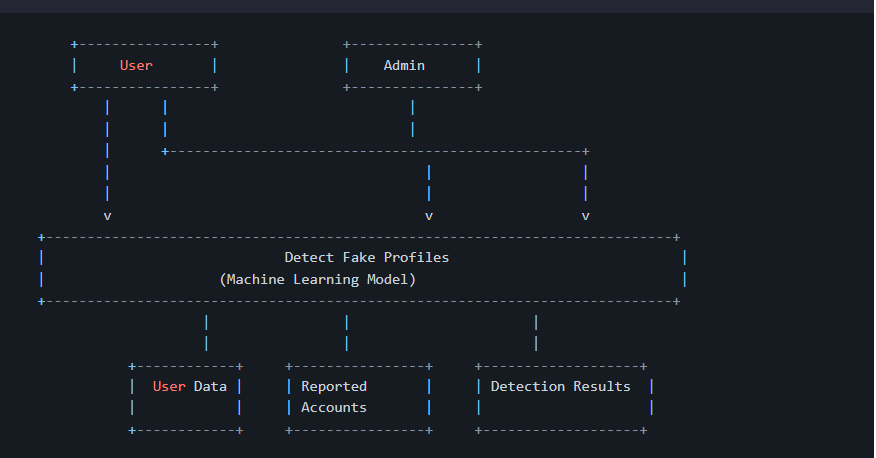 User Admin
v v v
Detect Fake Profiles
(Machine Learning Model)
User Data Reported Detection Results
Accounts